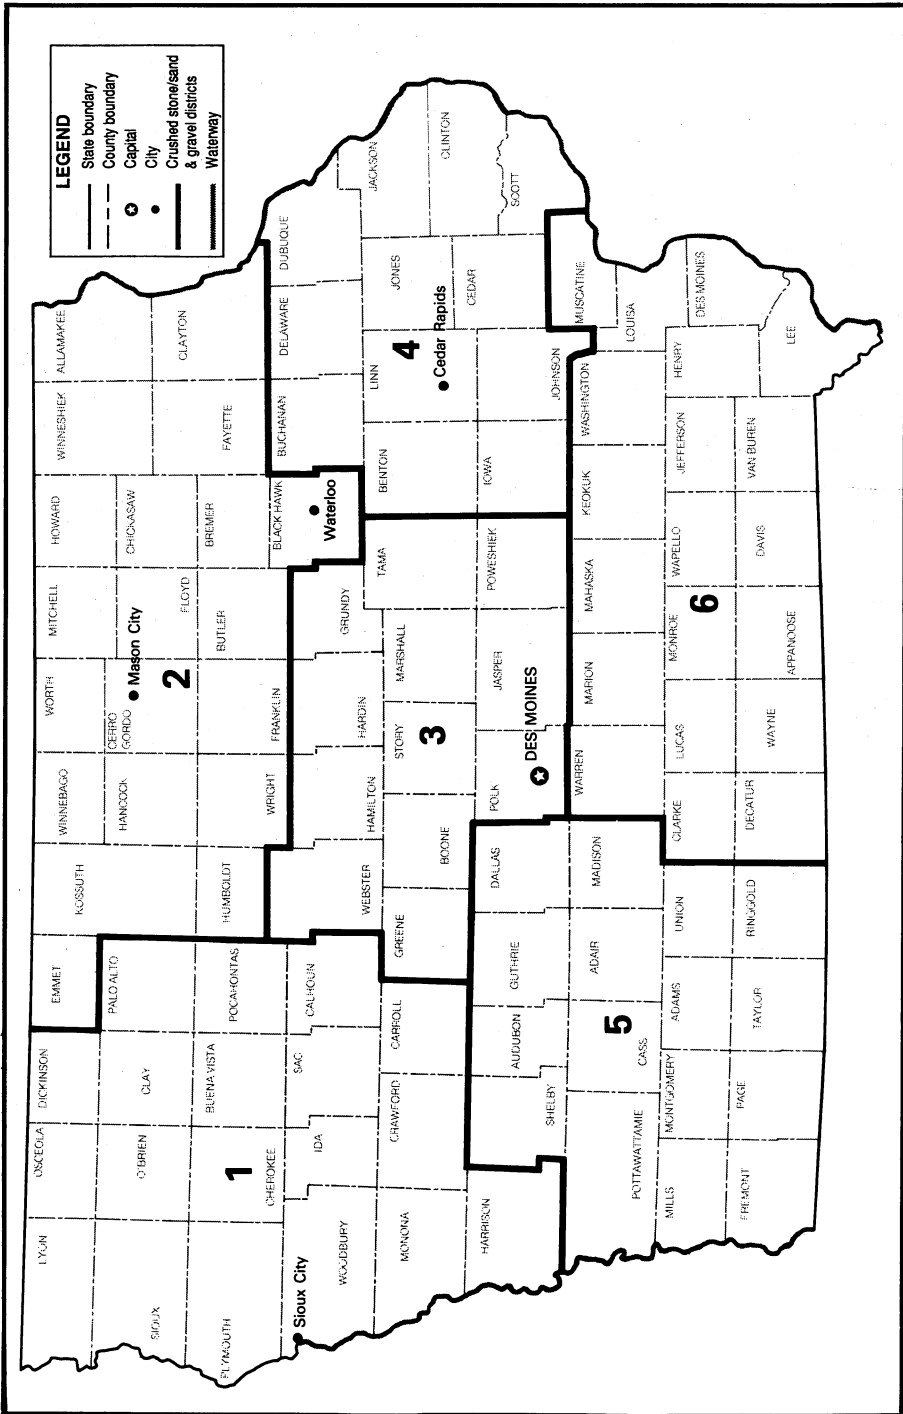 LEGEND
State boundary
County boundary
Capital
City
Crushed stone/sand
& gravel districts
Waterway
LYON
OSCEOLA
DICKINSON
EMMET
KOSSUTH
WINNEBAGO
WORTH
MITCHELL
HOWARD
WINNESHIEK
ALLAMAKEE
SIOUX
O'BRIEN
CLAY
PALO ALTO
HANCOCK
CERRO
GORDO
Mason City
FLOYD
CHICKASAW
CLAYTON
PLYMOUTH
CHEROKEE
BUENA VISTA
POCAHONTAS
HUMBOLDT
WRIGHT
FRANKLIN
BUTLER
BREMER
FAYETTE
1
2
Sioux City
WOODBURY
IDA
SAC
CALHOUN
WEBSTER
HAMILTON
HARDIN
GRUNDY
BLACK HAWK
Waterloo
BUCHANAN
DELAWARE
DUBUQUE
MONONA
CRAWFORD
CARROLL
GREENE
BOONE
STORY
MARSHALL
TAMA
BENTON
LINN
JONES
JACKSON
3
4
Cedar Rapids
HARRISON
SHELBY
AUDUBON
GUTHRIE
DALLAS
POLK
DES MOINES
JASPER
POWESHIEK
IOWA
JOHNSON
CEDAR
CLINTON
SCOTT
POTTAWATTAMIE
CASS
ADAIR
MADISON
WARREN
MARION
MAHASKA
KEOKUK
WASHINGTON
MUSCATINE
LOUISA
5
6
MILLS
MONTGOMERY
ADAMS
UNION
CLARKE
LUCAS
MONROE
WAPELLO
JEFFERSON
HENRY
DES MOINES
FREMONT
PAGE
TAYLOR
RINGGOLD
DECATUR
WAYNE
APPANOOSE
DAVIS
VAN BUREN
LEE